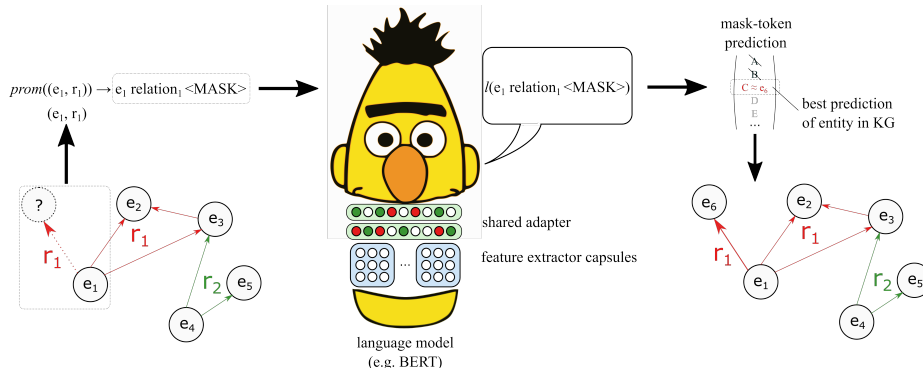 prom((e₁, r₁)) → e₁ relation₁ <MASK>
(e₁, r₁)
?
e₂
e₃
r₁
r₁
e₁
r₂
e₅
e₄
l(e₁ relation₁ <MASK>)
shared adapter
feature extractor capsules
...
language model
(e.g. BERT)
mask-token
prediction
A
B
C ≈ e₆
D
E
...
best prediction
of entity in KG
e₆
e₂
e₃
r₁
r₁
e₁
r₂
e₅
e₄